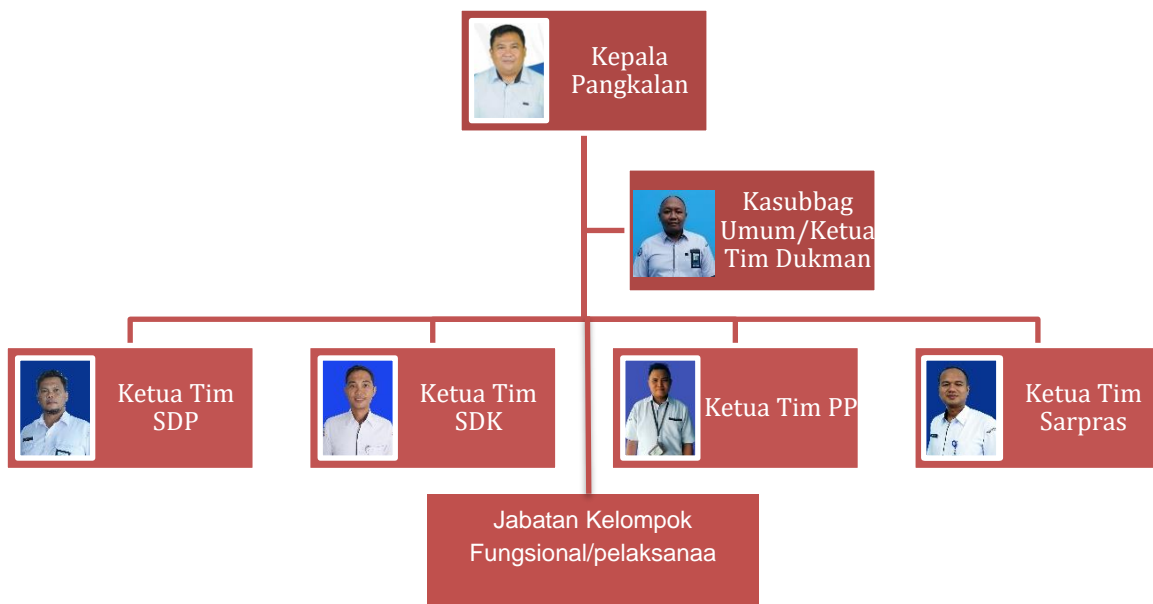 Kepala
Pangkalan
Kasubbag
Umum/Ketua
Tim Dukman
Ketua Tim
SDP
Ketua Tim
SDK
Ketua Tim PP
Ketua Tim
Sarpras
Jabatan Kelompok
Fungsional/pelaksanaa